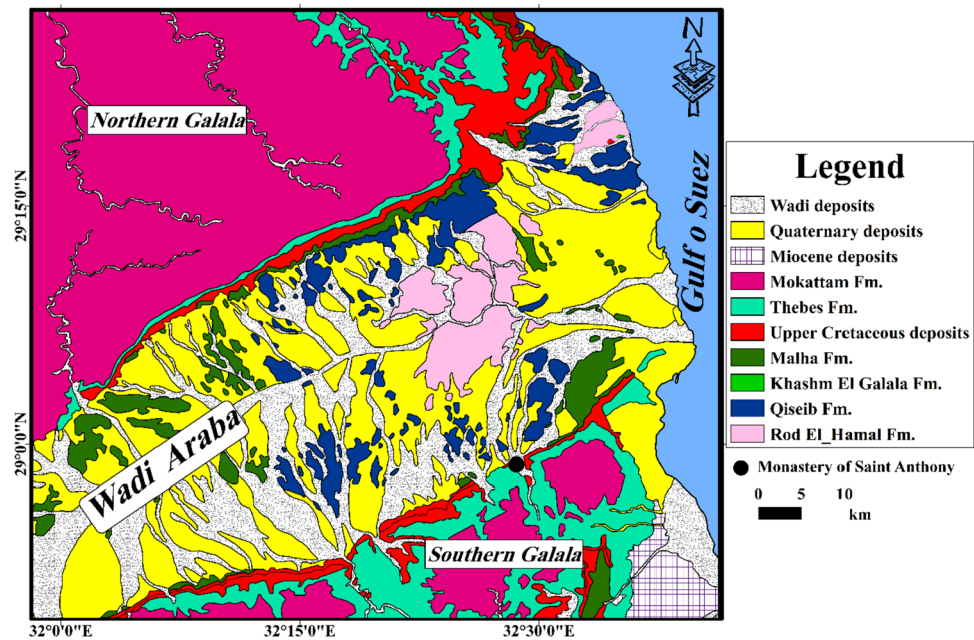 N
Northern Galala
29°15'0"N
Gulf o Suez
Wadi Araba
29°0'0"N
Southern Galala
32°0'0"E
32°15'0"E
32°30'0"E
Legend
Wadi deposits
Quaternary deposits
Miocene deposits
Mokattam Fm.
Thebes Fm.
Upper Cretaceous deposits
Malha Fm.
Khashm El Galala Fm.
Qiseib Fm.
Rod El_Hamal Fm.
Monastery of Saint Anthony
0 5 10
km